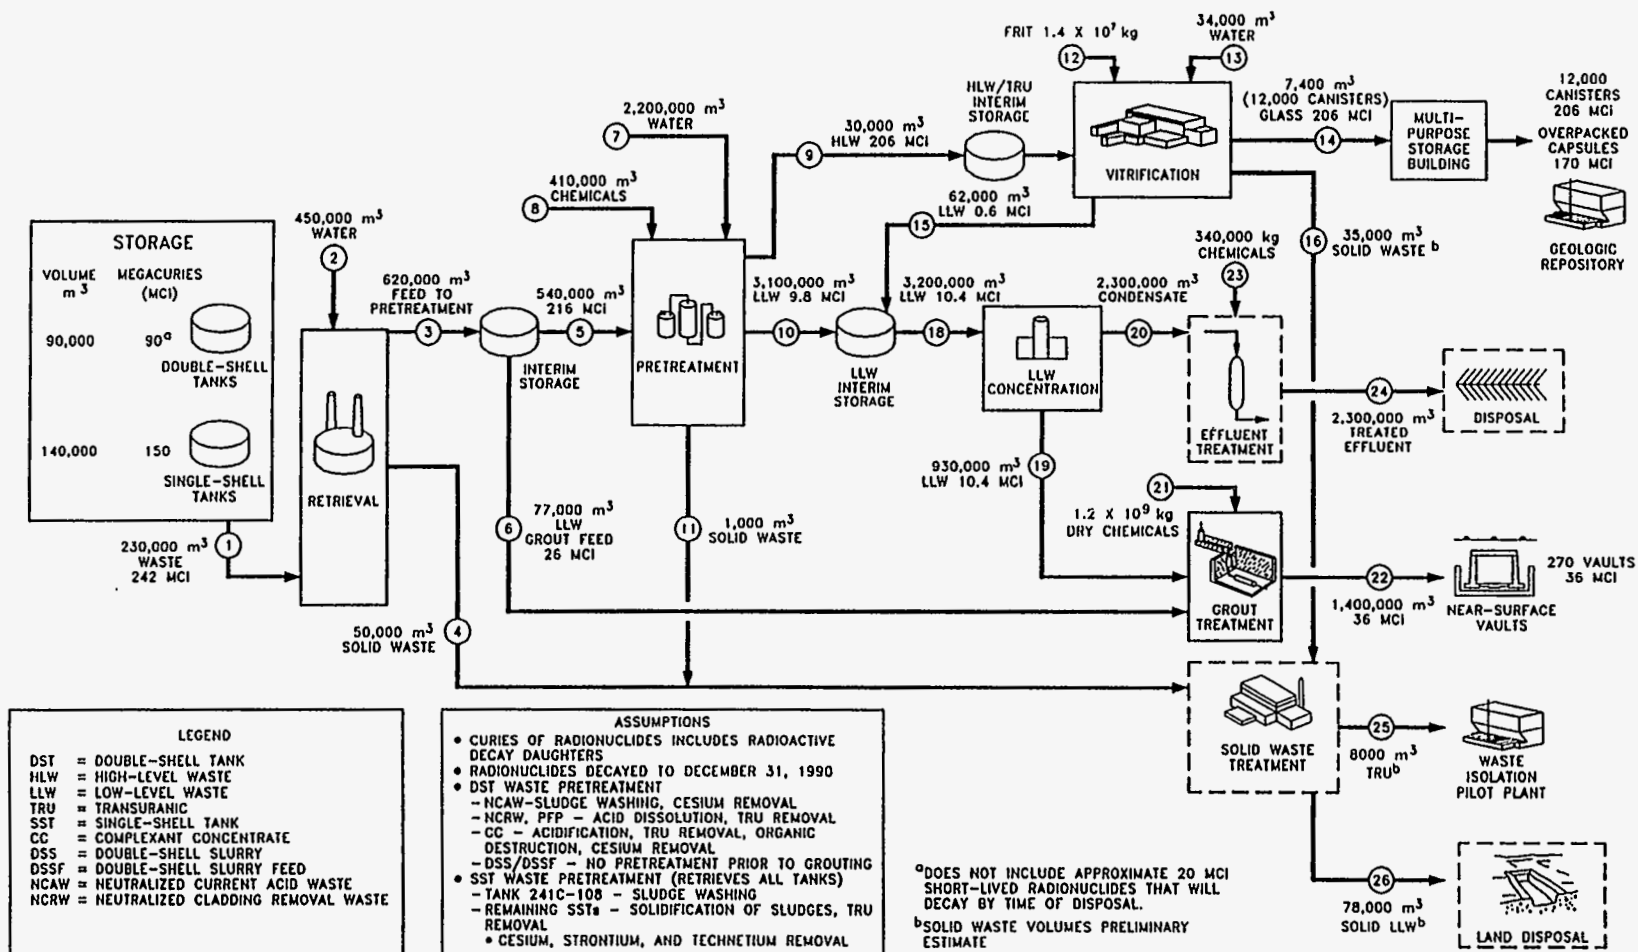 FRIT 1.4 X 10⁷ kg
12
34,000 m³
WATER
13
HLW/TRU
INTERIM
STORAGE
VITRIFICATION
7,400 m³
(12,000 CANISTERS)
GLASS 206 MCI
14
MULTI-
PURPOSE
STORAGE
BUILDING
12,000
CANISTERS
206 MCI
OVERPACKED
CAPSULES
170 MCI
GEOLOGIC
REPOSITORY
2,200,000 m³
WATER
7
30,000 m³
HLW 206 MCI
9
410,000 m³
CHEMICALS
8
62,000 m³
LLW 0.6 MCI
15
16
35,000 m³
SOLID WASTE b
STORAGE
VOLUME
m³
MEGACURIES
(MCI)
90,000
90a
DOUBLE-SHELL
TANKS
140,000
150
SINGLE-SHELL
TANKS
230,000 m³
WASTE
242 MCI
1
450,000 m³
WATER
2
RETRIEVAL
620,000 m³
FEED TO
PRETREATMENT
3
INTERIM
STORAGE
540,000 m³
216 MCI
5
PRETREATMENT
3,100,000 m³
LLW 9.8 MCI
10
LLW
INTERIM
STORAGE
3,200,000 m³
LLW 10.4 MCI
18
LLW
CONCENTRATION
2,300,000 m³
CONDENSATE
20
340,000 kg
CHEMICALS
23
EFFLUENT
TREATMENT
24
2,300,000 m³
TREATED
EFFLUENT
DISPOSAL
930,000 m³
LLW 10.4 MCI
19
21
1.2 X 10⁹ kg
DRY CHEMICALS
GROUT
TREATMENT
22
1,400,000 m³
36 MCI
270 VAULTS
36 MCI
NEAR-SURFACE
VAULTS
6
77,000 m³
LLW
GROUT FEED
26 MCI
11
1,000 m³
SOLID WASTE
50,000 m³
SOLID WASTE
4
SOLID WASTE
TREATMENT
25
8000 m³
TRUb
WASTE
ISOLATION
PILOT PLANT
26
78,000 m³
SOLID LLWb
LAND DISPOSAL
LEGEND
DST = DOUBLE-SHELL TANK
HLW = HIGH-LEVEL WASTE
LLW = LOW-LEVEL WASTE
TRU = TRANSURANIC
SST = SINGLE-SHELL TANK
CC = COMPLEXANT CONCENTRATE
DSS = DOUBLE-SHELL SLURRY
DSSF = DOUBLE-SHELL SLURRY FEED
NCAW = NEUTRALIZED CURRENT ACID WASTE
NCRW = NEUTRALIZED CLADDING REMOVAL WASTE
ASSUMPTIONS
• CURIES OF RADIONUCLIDES INCLUDES RADIOACTIVE
DECAY DAUGHTERS
• RADIONUCLIDES DECAYED TO DECEMBER 31, 1990
• DST WASTE PRETREATMENT
– NCAW-SLUDGE WASHING, CESIUM REMOVAL
– NCRW, PFP – ACID DISSOLUTION, TRU REMOVAL
– CC – ACIDIFICATION, TRU REMOVAL, ORGANIC
DESTRUCTION, CESIUM REMOVAL
– DSS/DSSF – NO PRETREATMENT PRIOR TO GROUTING
• SST WASTE PRETREATMENT (RETRIEVES ALL TANKS)
– TANK 241C-108 – SLUDGE WASHING
– REMAINING SSTs – SOLIDIFICATION OF SLUDGES, TRU
REMOVAL
• CESIUM, STRONTIUM, AND TECHNETIUM REMOVAL
aDOES NOT INCLUDE APPROXIMATE 20 MCI
SHORT-LIVED RADIONUCLIDES THAT WILL
DECAY BY TIME OF DISPOSAL.
bSOLID WASTE VOLUMES PRELIMINARY
ESTIMATE